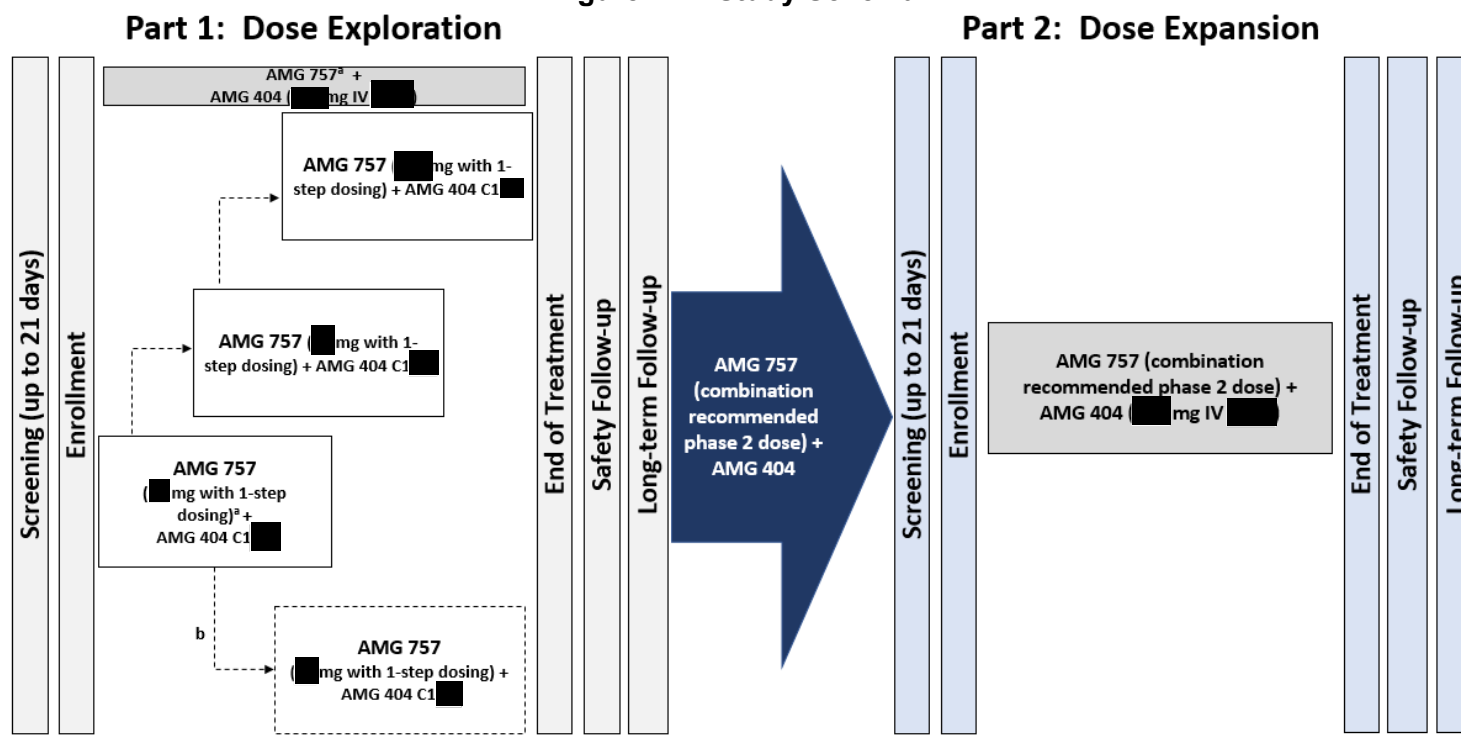 Part 1: Dose Exploration
Screening (up to 21 days)
Enrollment
AMG 757ª +
AMG 404 ( mg IV )
AMG 757 ( mg with 1-
step dosing) + AMG 404 C1
AMG 757 ( mg with 1-
step dosing) + AMG 404 C1
AMG 757
( mg with 1-step
dosing)ª +
AMG 404 C1
b
AMG 757
( mg with 1-step dosing) +
AMG 404 C1
End of Treatment
Safety Follow-up
Long-term Follow-up
AMG 757
(combination
recommended
phase 2 dose) +
AMG 404
Part 2: Dose Expansion
Screening (up to 21 days)
Enrollment
AMG 757 (combination
recommended phase 2 dose) +
AMG 404 ( mg IV )
End of Treatment
Safety Follow-up
Long-term Follow-up